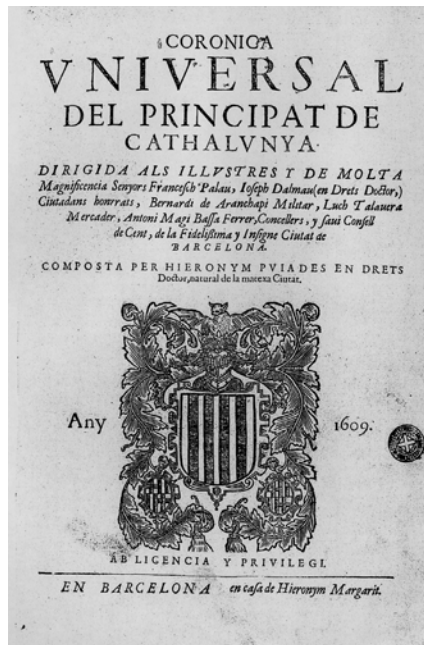 CORONICA
VNIVERSAL
DEL PRINCIPAT DE
CATHALVNYA
DIRIGIDA ALS ILLVSTRES Y DE MOLTA
Magnificencia Senyors Francesch Palau, Ioseph Dalmau (en Drets Doctor,)
Ciutadans honrrats, Bernardi de Aranchapi Militar, Luch Talauera
Mercader, Antoni Magi Bassa Ferrer, Concellers, y saui Consell
de Cent, de la Fidelissima y Insigne Ciutat de
BARCELONA.
COMPOSTA PER HIERONYM PVIADES EN DRETS
Doctor, natural de la matexa Ciutat.
Any 1609.
AB LICENCIA Y PRIVILEGI.
EN BARCELONA en casa de Hieronym Margarit.